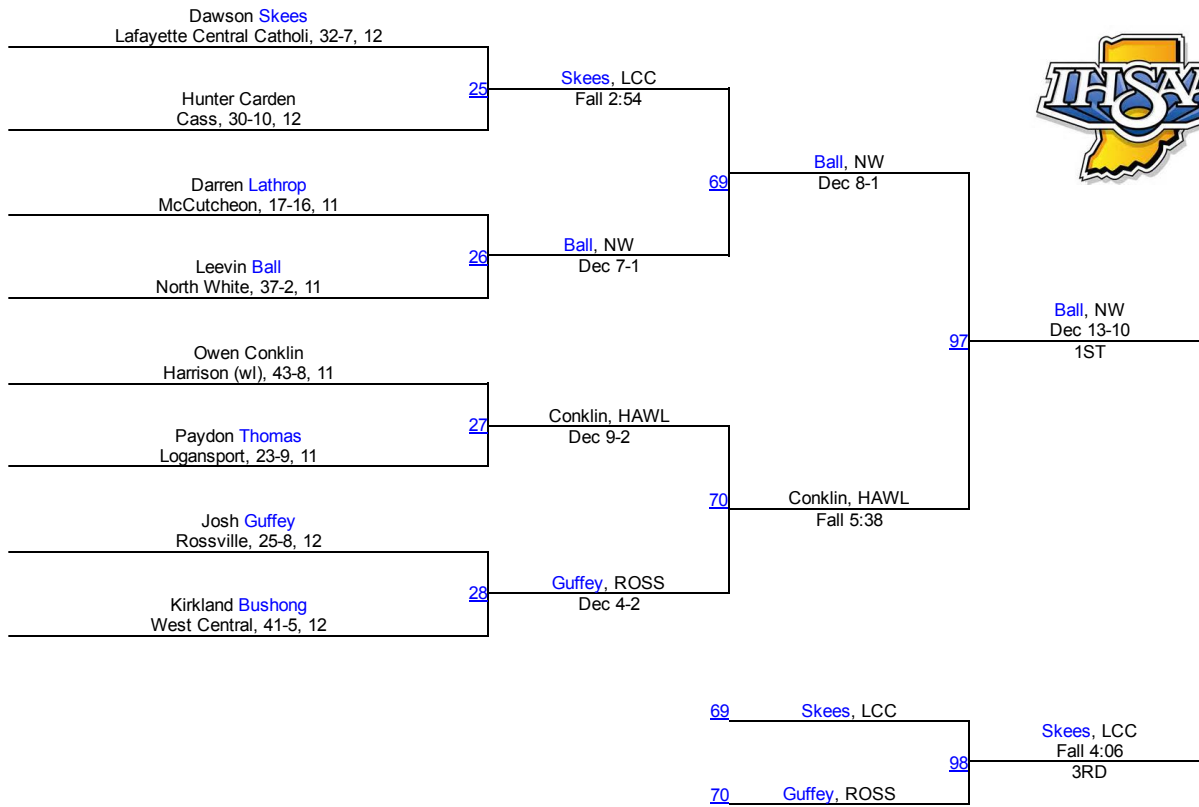 Dawson Skees
Lafayette Central Catholi, 32-7, 12
25
Hunter Carden
Cass, 30-10, 12
Skees, LCC
Fall 2:54
Darren Lathrop
McCutcheon, 17-16, 11
26
Leevin Ball
North White, 37-2, 11
Ball, NW
Dec 7-1
69
Ball, NW
Dec 8-1
Owen Conklin
Harrison (wl), 43-8, 11
27
Paydon Thomas
Logansport, 23-9, 11
Conklin, HAWL
Dec 9-2
Josh Guffey
Rossville, 25-8, 12
28
Kirkland Bushong
West Central, 41-5, 12
Guffey, ROSS
Dec 4-2
70
Conklin, HAWL
Fall 5:38
97
Ball, NW
Dec 13-10
1ST
69
Skees, LCC
70
Guffey, ROSS
98
Skees, LCC
Fall 4:06
3RD
IHSAA